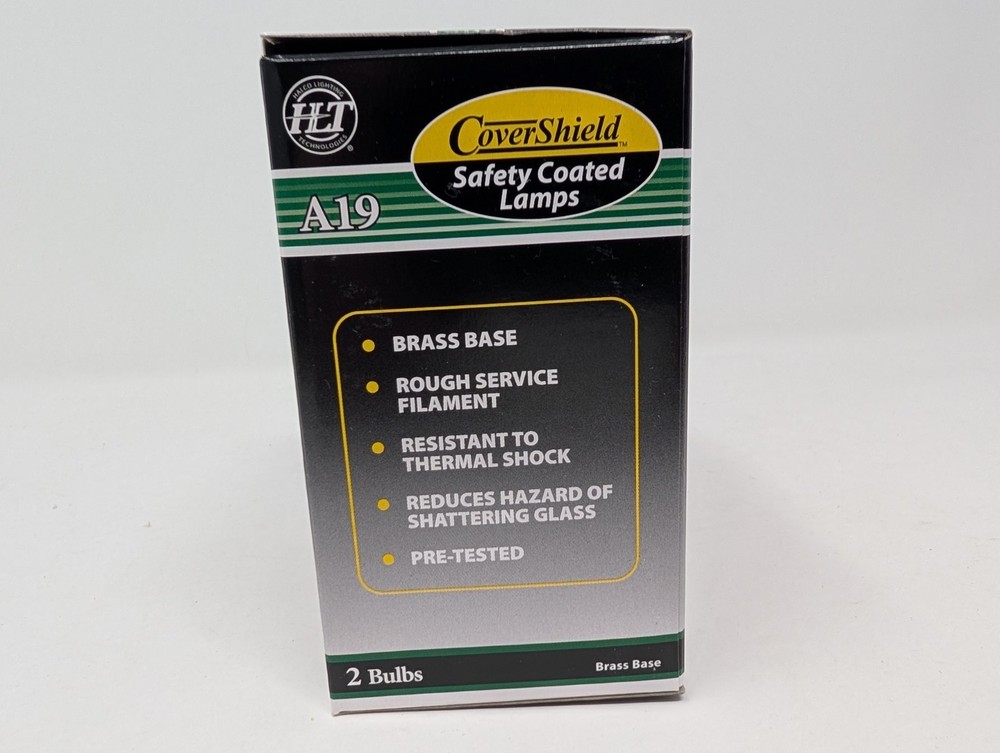 HALCO LIGHTING
HLT
TECHNOLOGIES
®
CoverShield™
Safety Coated
Lamps
A19
BRASS BASE
ROUGH SERVICE
FILAMENT
RESISTANT TO
THERMAL SHOCK
REDUCES HAZARD OF
SHATTERING GLASS
PRE-TESTED
2 Bulbs
Brass Base